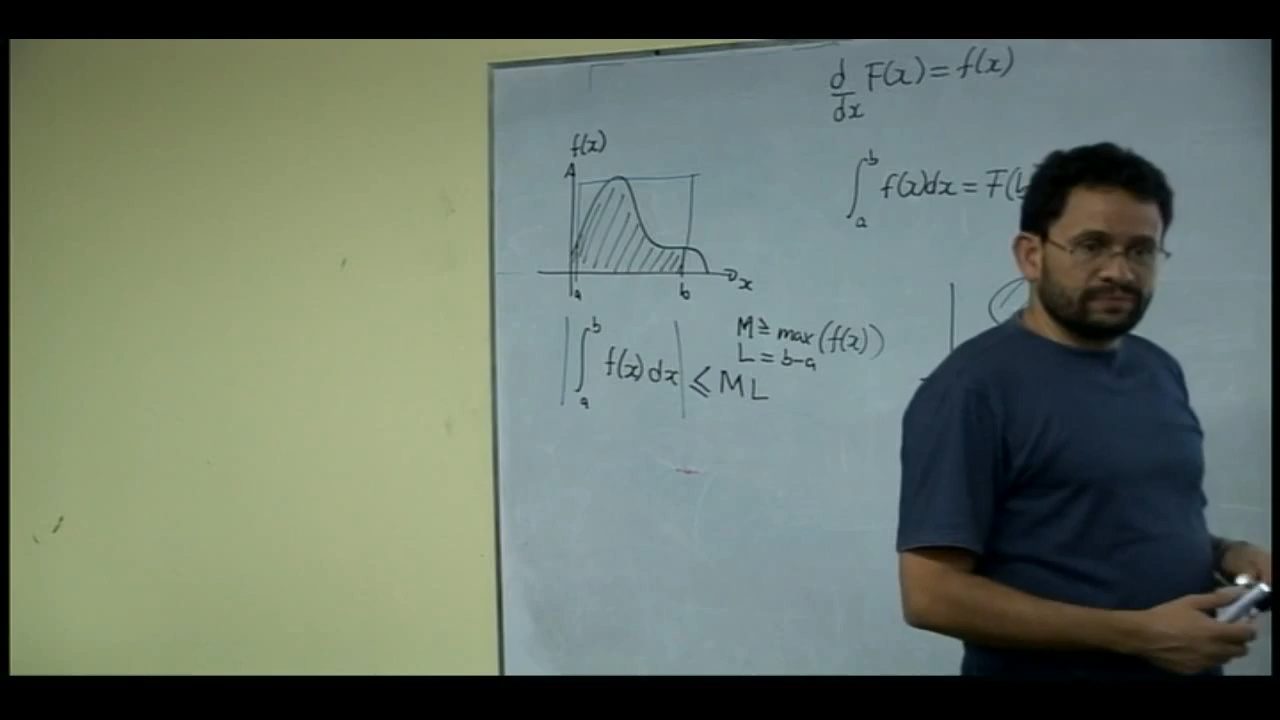 f(x)
a b x
| ∫_a^b f(x) dx | ⩽ ML
M ⩾ max (f(x))
L = b-a
d/dx F(x) = f(x)
∫_a^b f(x)dx = F(b